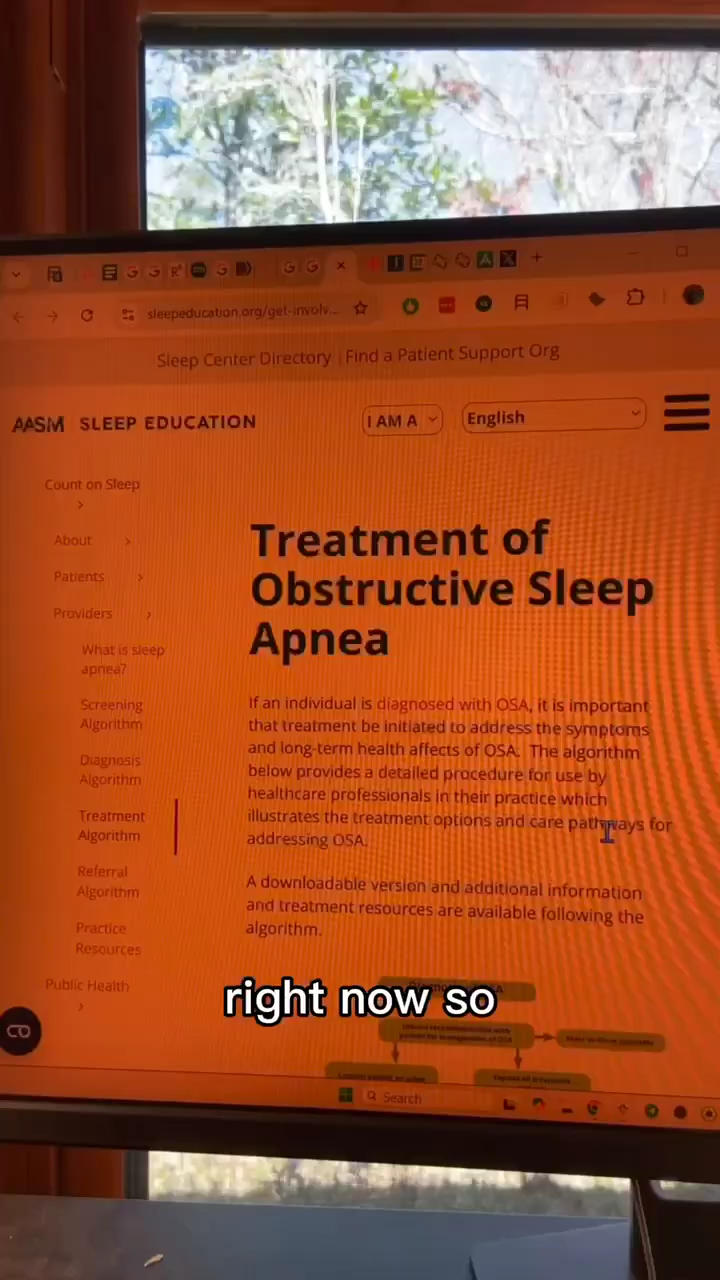 sleepeducation.org/get-involv...
Sleep Center Directory | Find a Patient Support Org
AASM SLEEP EDUCATION
I AM A
English
Count on Sleep
About
Patients
Providers
What is sleep
apnea?
Screening
Algorithm
Diagnosis
Algorithm
Treatment
Algorithm
Referral
Algorithm
Practice
Resources
Public Health
Treatment of
Obstructive Sleep
Apnea
If an individual is diagnosed with OSA, it is important
that treatment be initiated to address the symptoms
and long-term health affects of OSA. The algorithm
below provides a detailed procedure for use by
healthcare professionals in their practice which
illustrates the treatment options and care pathways for
addressing OSA.
A downloadable version and additional information
and treatment resources are available following the
algorithm.
right now so
Search